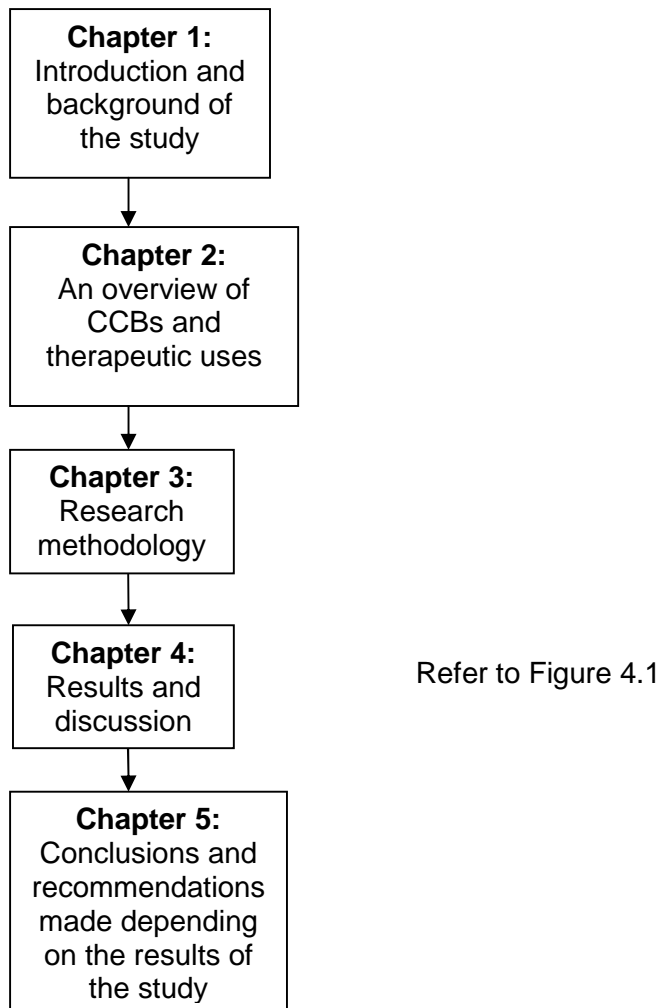 Chapter 1:
Introduction and
background of
the study
Chapter 2:
An overview of
CCBs and
therapeutic uses
Chapter 3:
Research
methodology
Chapter 4:
Results and
discussion
Refer to Figure 4.1
Chapter 5:
Conclusions and
recommendations
made depending
on the results of
the study